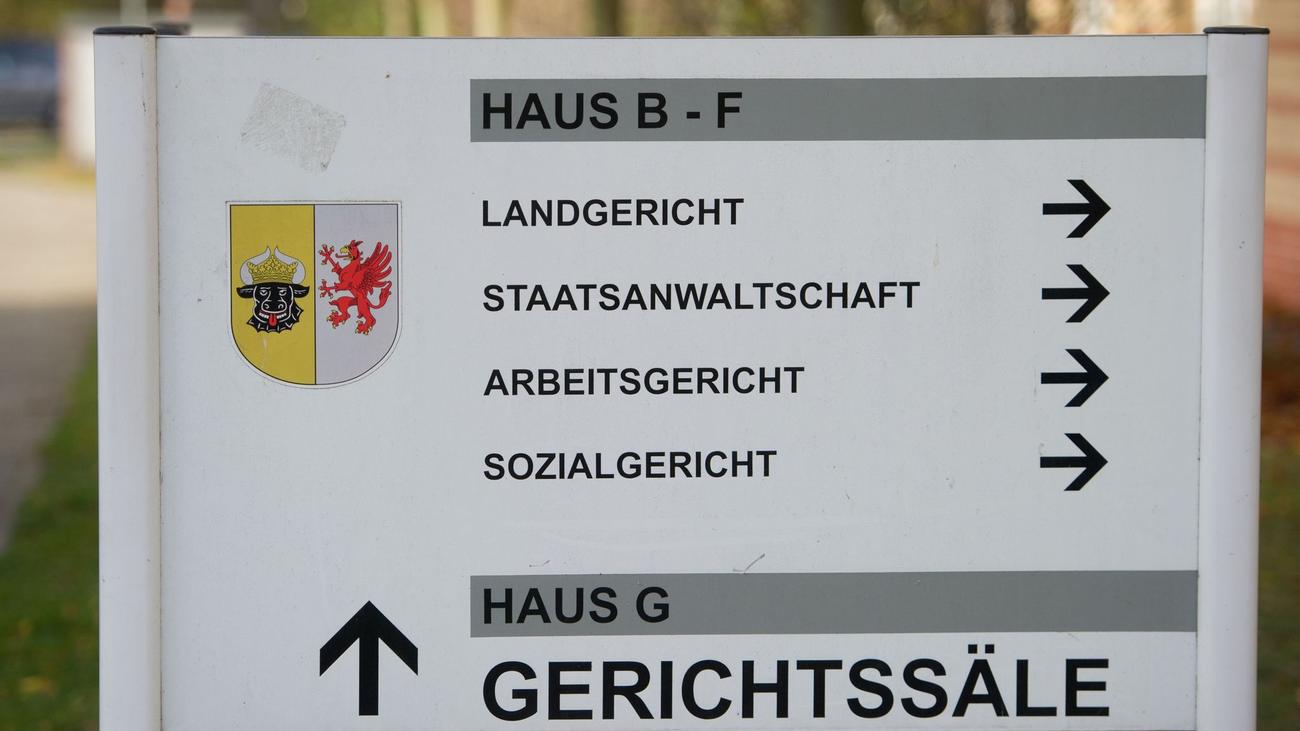 HAUS B - F
LANDGERICHT
STAATSANWALTSCHAFT
ARBEITSGERICHT
SOZIALGERICHT
HAUS G
GERICHTSSÄLE